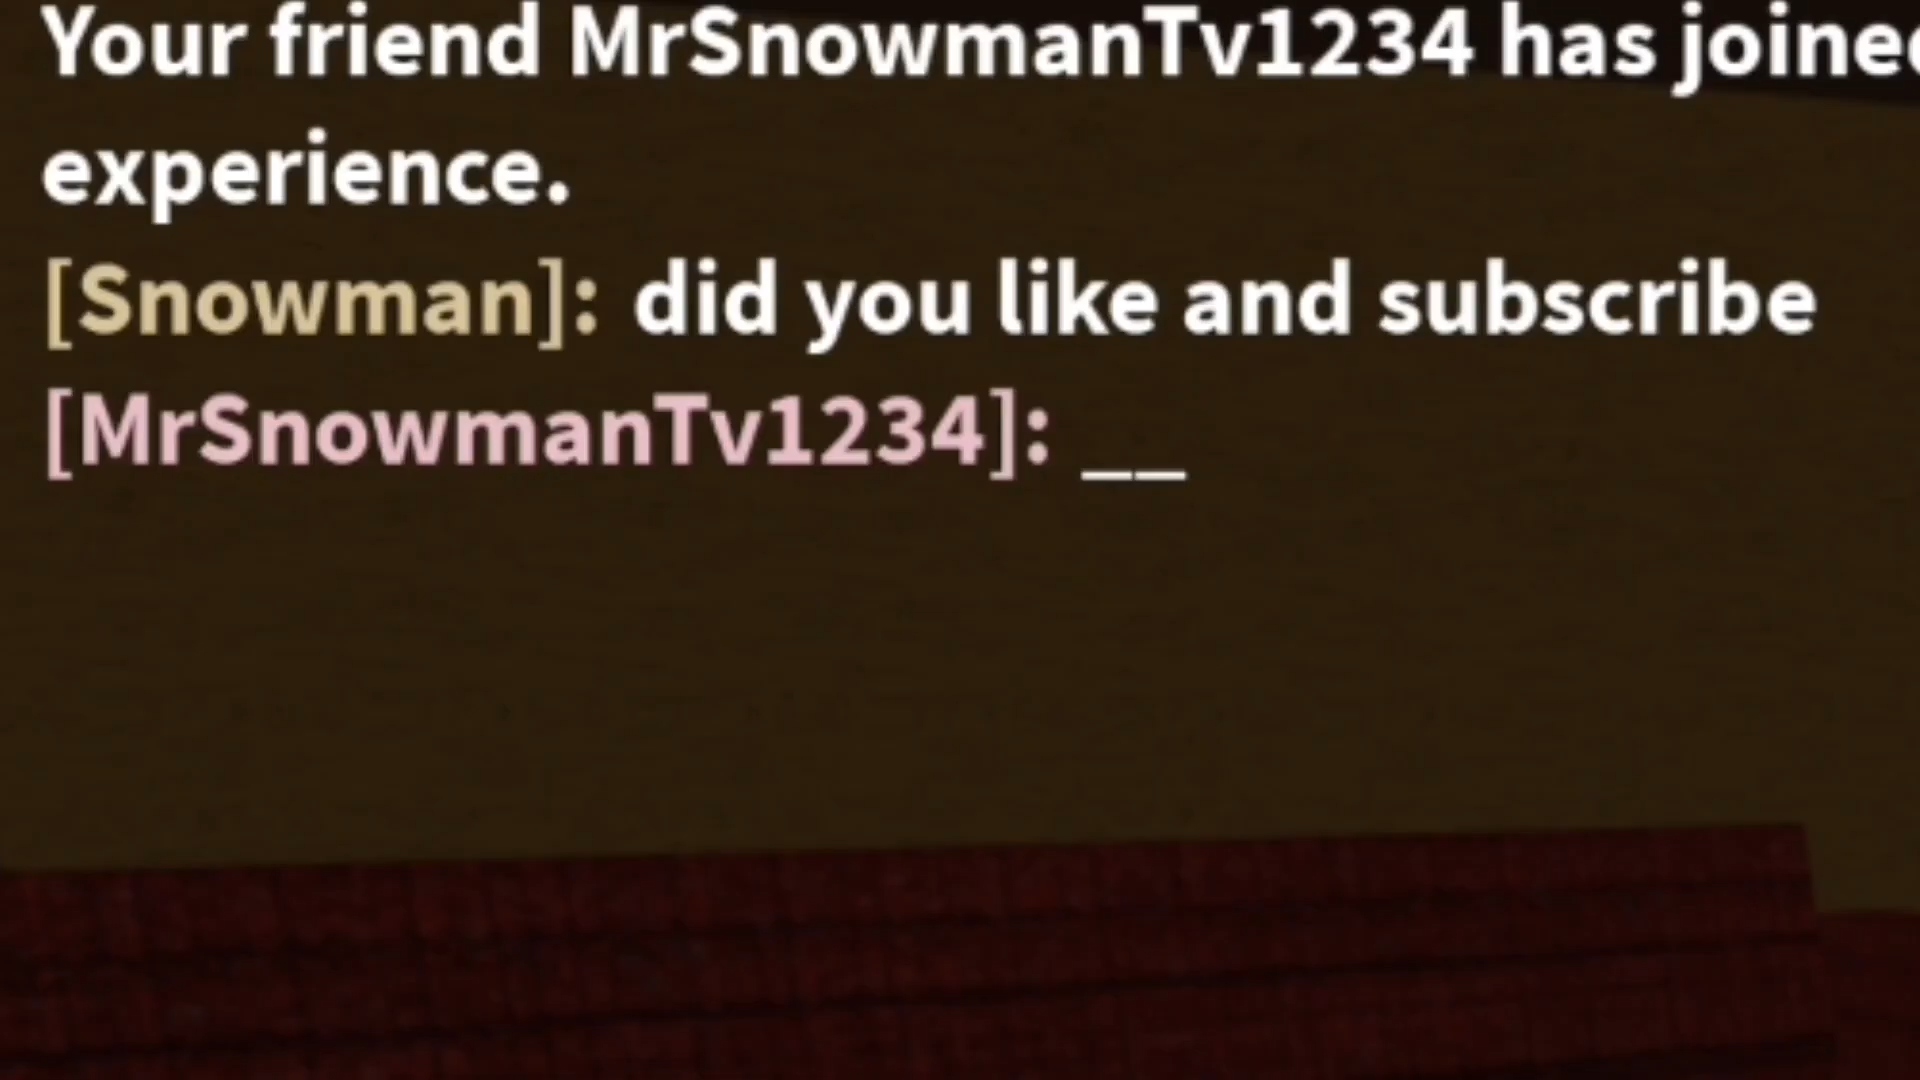 Your friend MrSnowmanTv1234 has joined
experience.
[Snowman]: did you like and subscribe
[MrSnowmanTv1234]: __